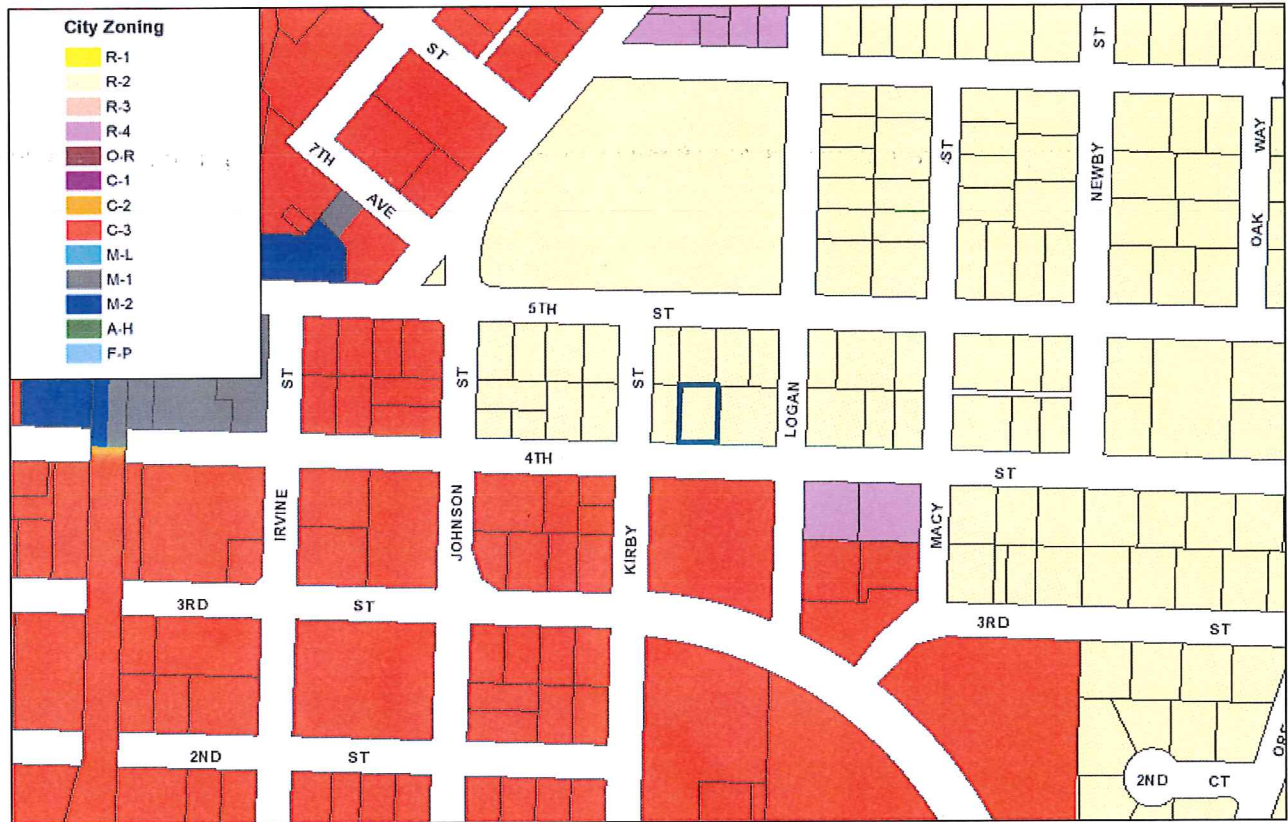 City Zoning
R-1
R-2
R-3
R-4
O-R
C-1
C-2
C-3
M-L
M-1
M-2
A-H
F-P
ST
7TH
AVE
ST
ST
NEWBY
WAY
OAK
5TH
ST
ST
ST
ST
LOGAN
4TH
ST
IRVINE
JOHNSON
KIRBY
MACY
3RD
ST
3RD
ST
2ND
ST
2ND
CT